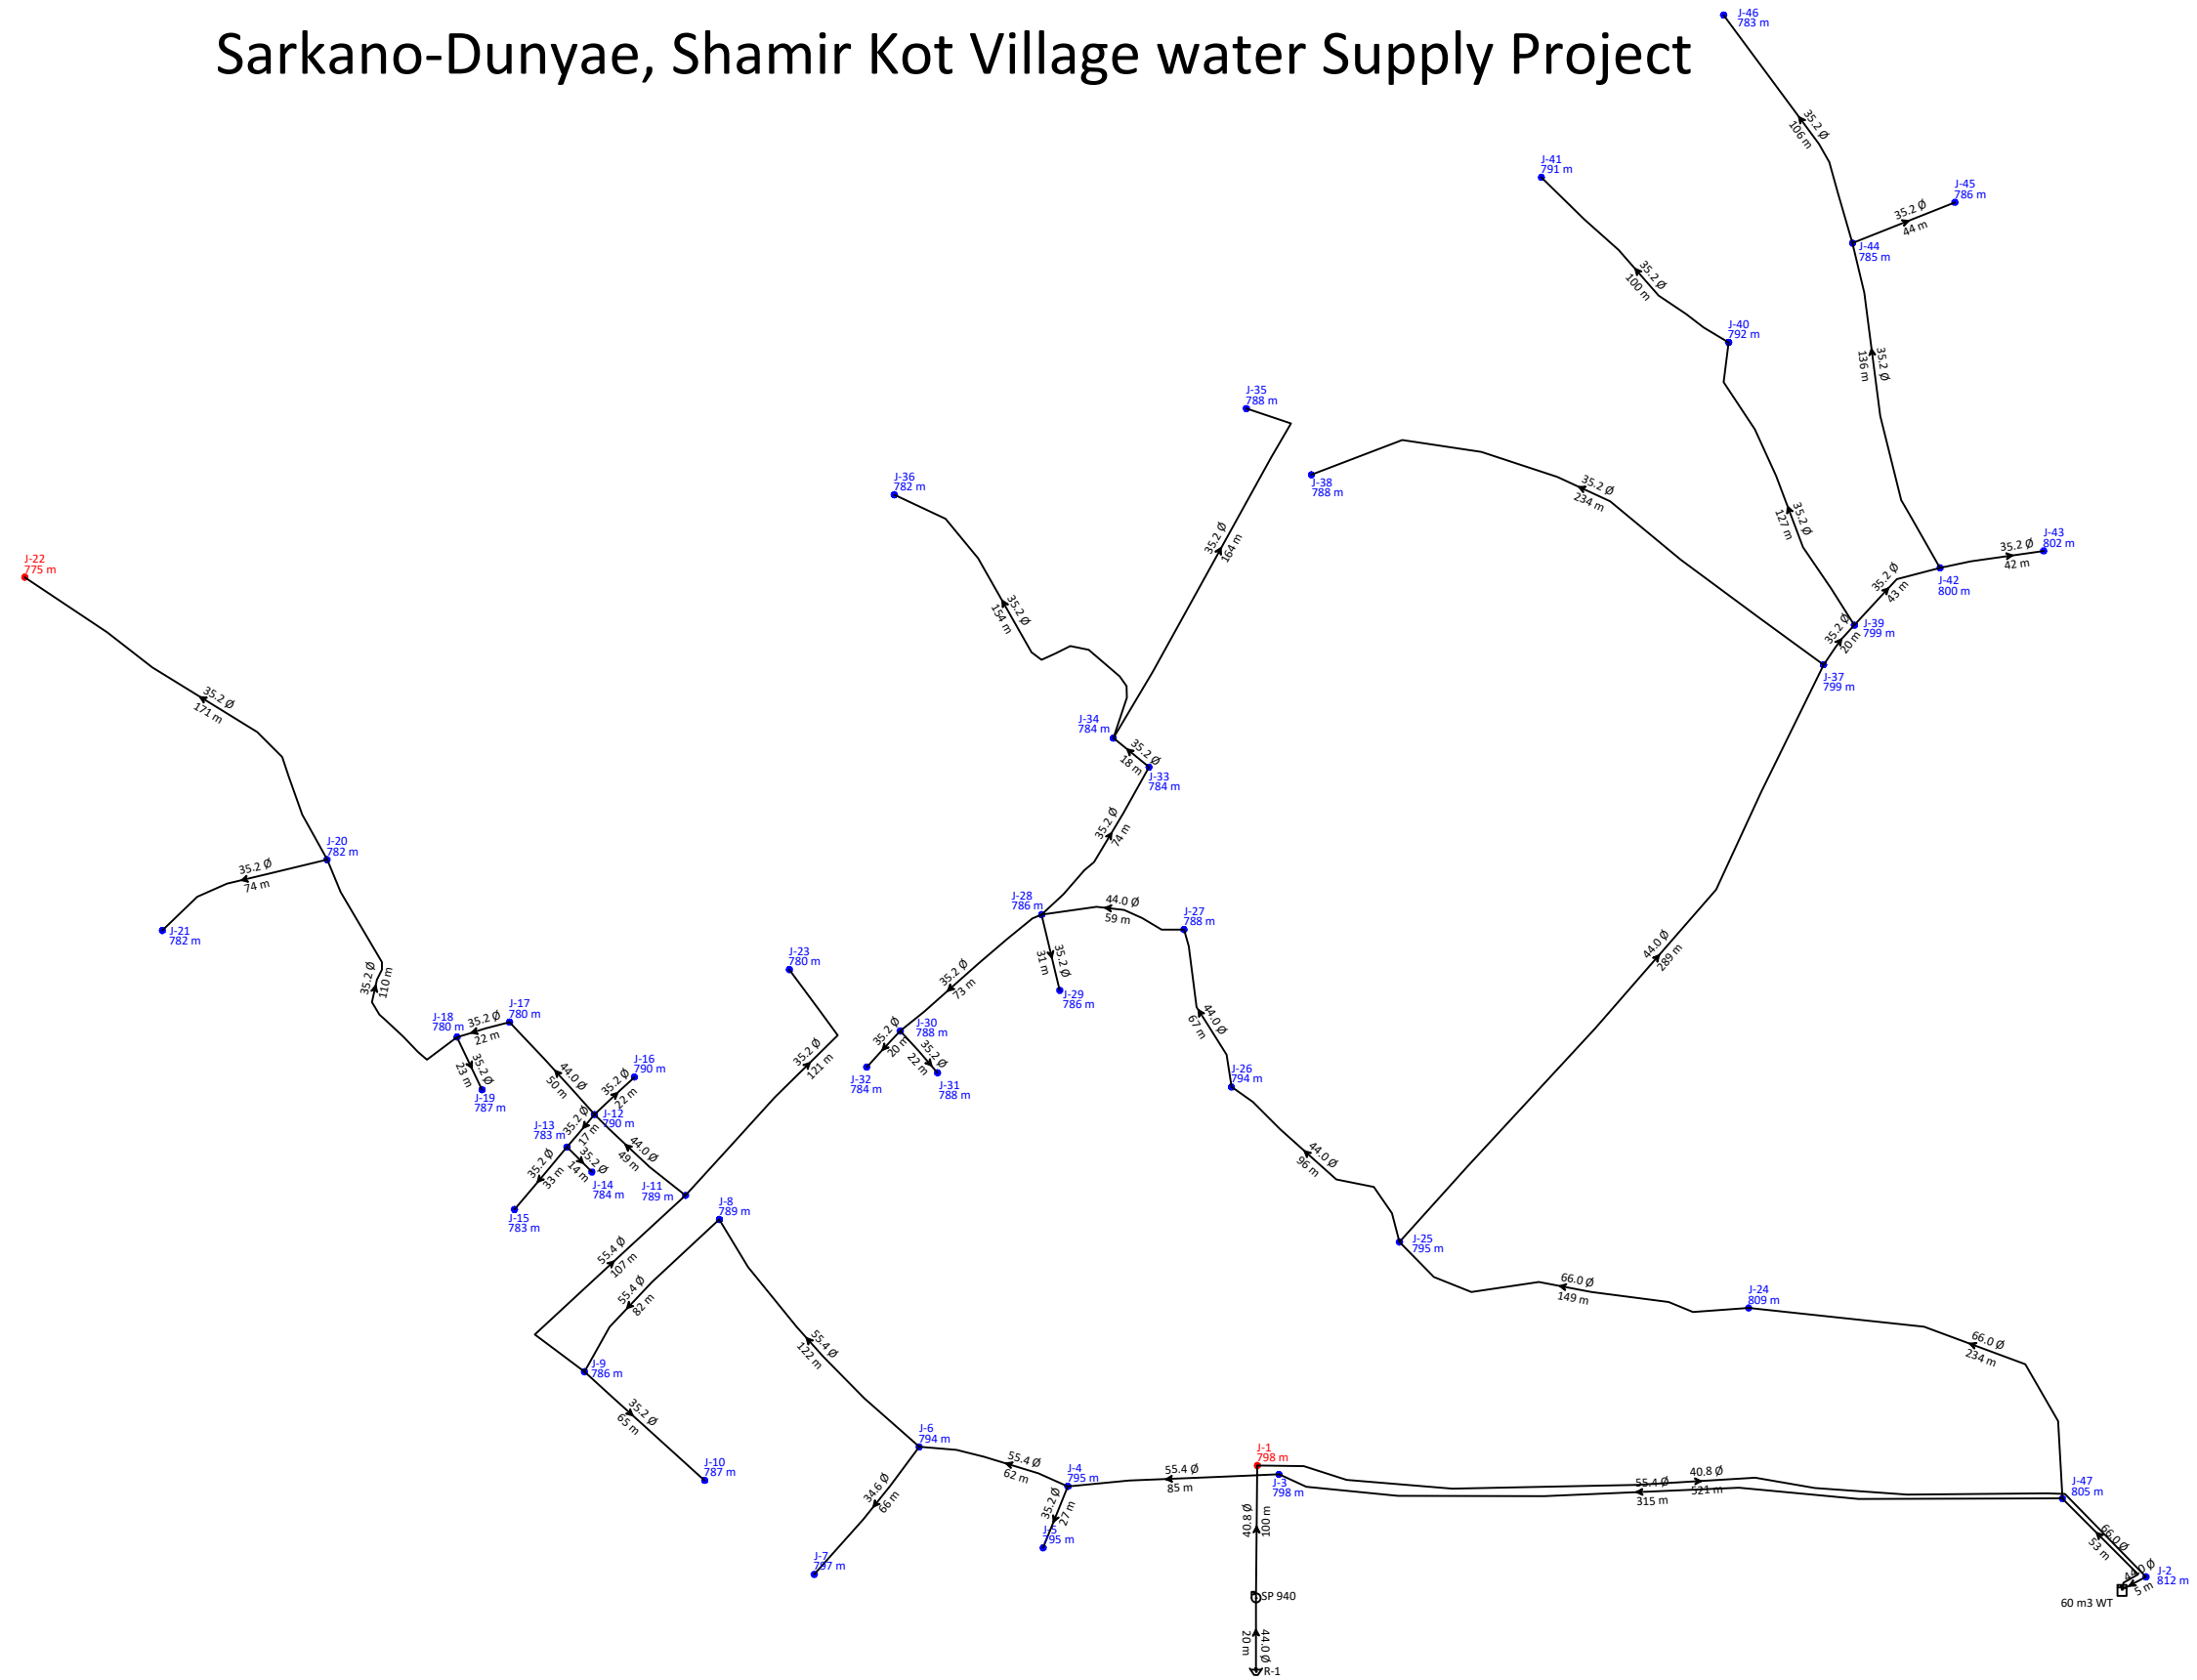 Sarkano-Dunyae, Shamir Kot Village water Supply Project
J-46
783 m
35.2 Ø
106 m
J-41
791 m
J-45
786 m
35.2 Ø
44 m
J-44
785 m
35.2 Ø
100 m
J-40
792 m
35.2 Ø
136 m
J-35
788 m
J-36
782 m
J-38
788 m
35.2 Ø
234 m
35.2 Ø
127 m
35.2 Ø
164 m
J-43
802 m
35.2 Ø
42 m
J-22
775 m
35.2 Ø
43 m
J-42
800 m
35.2 Ø
154 m
J-39
799 m
35.2 Ø
20 m
J-37
799 m
35.2 Ø
171 m
J-34
784 m
35.2 Ø
18 m
J-33
784 m
35.2 Ø
74 m
J-20
782 m
35.2 Ø
74 m
J-21
782 m
J-28
786 m
44.0 Ø
59 m
J-27
788 m
35.2 Ø
110 m
J-23
780 m
35.2 Ø
73 m
35.2 Ø
31 m
J-29
786 m
44.0 Ø
289 m
J-17
780 m
J-18
780 m
35.2 Ø
22 m
35.2 Ø
23 m
J-19
787 m
44.0 Ø
50 m
J-16
790 m
35.2 Ø
22 m
35.2 Ø
121 m
J-30
788 m
35.2 Ø
20 m
35.2 Ø
22 m
J-32
784 m
J-31
788 m
44.0 Ø
67 m
J-26
794 m
J-12
790 m
35.2 Ø
17 m
J-13
783 m
35.2 Ø
14 m
J-14
784 m
35.2 Ø
33 m
J-15
783 m
44.0 Ø
49 m
J-11
789 m
44.0 Ø
96 m
J-8
789 m
55.4 Ø
107 m
55.4 Ø
82 m
J-25
795 m
66.0 Ø
149 m
J-24
809 m
66.0 Ø
234 m
55.4 Ø
122 m
J-9
786 m
35.2 Ø
65 m
J-10
787 m
J-6
794 m
55.4 Ø
62 m
J-4
795 m
55.4 Ø
85 m
J-1
798 m
J-3
798 m
40.8 Ø
521 m
55.4 Ø
315 m
J-47
805 m
34.6 Ø
66 m
J-7
797 m
35.2 Ø
27 m
J-5
795 m
40.8 Ø
100 m
66.0 Ø
53 m
44.0 Ø
5 m
J-2
812 m
60 m3 WT
SP 940
44.0 Ø
20 m
R-1